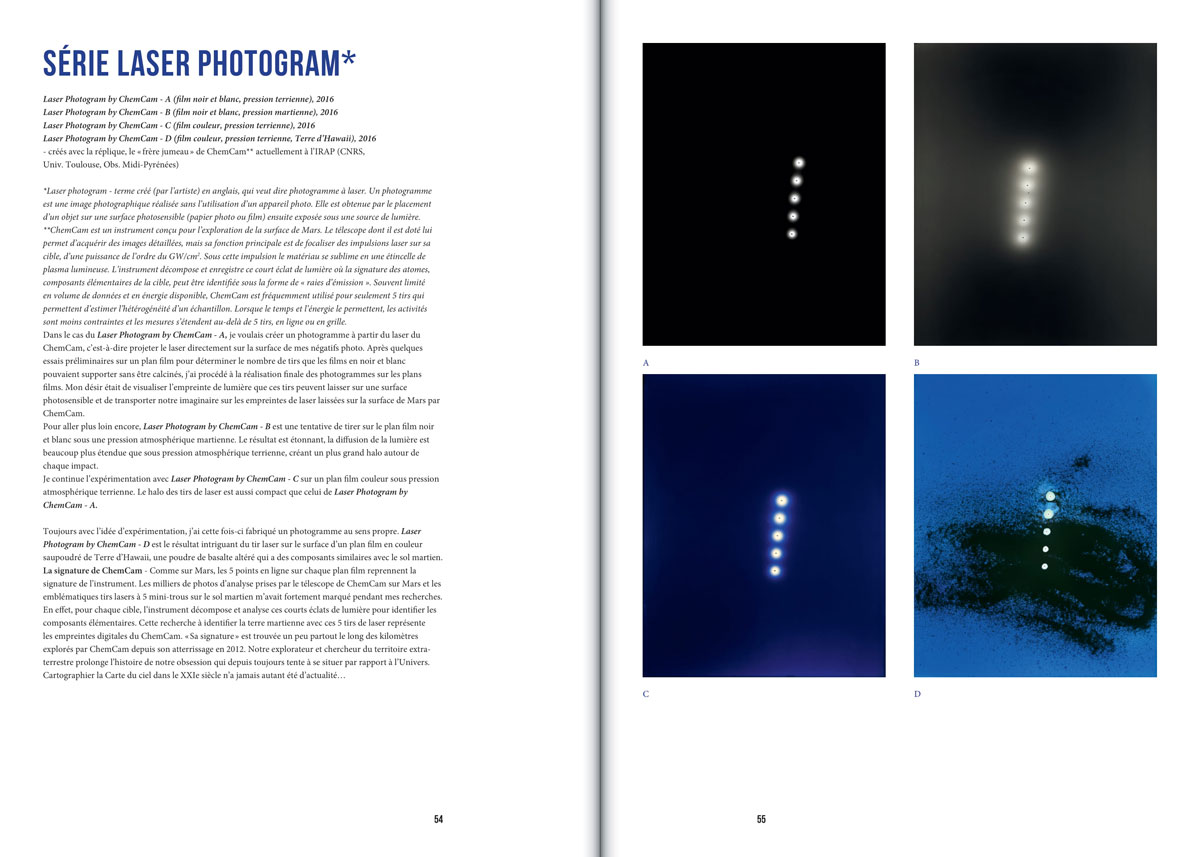 SÉRIE LASER PHOTOGRAM*
Laser Photogram by ChemCam - A (film noir et blanc, pression terrienne), 2016
Laser Photogram by ChemCam - B (film noir et blanc, pression martienne), 2016
Laser Photogram by ChemCam - C (film couleur, pression terrienne), 2016
Laser Photogram by ChemCam - D (film couleur, pression terrienne, Terre d'Hawaii), 2016
- créés avec la réplique, le « frère jumeau » de ChemCam** actuellement à l'IRAP (CNRS,
Univ. Toulouse, Obs. Midi-Pyrénées)
*Laser photogram - terme créé (par l'artiste) en anglais, qui veut dire photogramme à laser. Un photogramme
est une image photographique réalisée sans l'utilisation d'un appareil photo. Elle est obtenue par le placement
d'un objet sur une surface photosensible (papier photo ou film) ensuite exposée sous une source de lumière.
**ChemCam est un instrument conçu pour l'exploration de la surface de Mars. Le télescope dont il est doté lui
permet d'acquérir des images détaillées, mais sa fonction principale est de focaliser des impulsions laser sur sa
cible, d'une puissance de l'ordre du GW/cm². Sous cette impulsion le matériau se sublime en une étincelle de
plasma lumineuse. L'instrument décompose et enregistre ce court éclat de lumière où la signature des atomes,
composants élémentaires de la cible, peut être identifiée sous la forme de « raies d'émission ». Souvent limité
en volume de données et en énergie disponible, ChemCam est fréquemment utilisé pour seulement 5 tirs qui
permettent d'estimer l'hétérogénéité d'un échantillon. Lorsque le temps et l'énergie le permettent, les activités
sont moins contraintes et les mesures s'étendent au-delà de 5 tirs, en ligne ou en grille.
Dans le cas du Laser Photogram by ChemCam - A, je voulais créer un photogramme à partir du laser du
ChemCam, c'est-à-dire projeter le laser directement sur la surface de mes négatifs photo. Après quelques
essais préliminaires sur un plan film pour déterminer le nombre de tirs que les films en noir et blanc
pouvaient supporter sans être calcinés, j'ai procédé à la réalisation finale des photogrammes sur les plans
films. Mon désir était de visualiser l'empreinte de lumière que ces tirs peuvent laisser sur une surface
photosensible et de transporter notre imaginaire sur les empreintes de laser laissées sur la surface de Mars par
ChemCam.
Pour aller plus loin encore, Laser Photogram by ChemCam - B est une tentative de tirer sur le plan film noir
et blanc sous une pression atmosphérique martienne. Le résultat est étonnant, la diffusion de la lumière est
beaucoup plus étendue que sous pression atmosphérique terrienne, créant un plus grand halo autour de
chaque impact.
Je continue l'expérimentation avec Laser Photogram by ChemCam - C sur un plan film couleur sous pression
atmosphérique terrienne. Le halo des tirs de laser est aussi compact que celui de Laser Photogram by
ChemCam - A.
Toujours avec l'idée d'expérimentation, j'ai cette fois-ci fabriqué un photogramme au sens propre. Laser
Photogram by ChemCam - D est le résultat intriguant du tir laser sur le surface d'un plan film en couleur
saupoudré de Terre d'Hawaii, une poudre de basalte altéré qui a des composants similaires avec le sol martien.
La signature de ChemCam - Comme sur Mars, les 5 points en ligne sur chaque plan film reprennent la
signature de l'instrument. Les milliers de photos d'analyse prises par le télescope de ChemCam sur Mars et les
emblématiques tirs lasers à 5 mini-trous sur le sol martien m'avait fortement marqué pendant mes recherches.
En effet, pour chaque cible, l'instrument décompose et analyse ces courts éclats de lumière pour identifier les
composants élémentaires. Cette recherche à identifier la terre martienne avec ces 5 tirs de laser représente
les empreintes digitales du ChemCam. « Sa signature » est trouvée un peu partout le long des kilomètres
explorés par ChemCam depuis son atterrissage en 2012. Notre explorateur et chercheur du territoire extra-
terrestre prolonge l'histoire de notre obsession qui depuis toujours tente à se situer par rapport à l'Univers.
Cartographier la Carte du ciel dans le XXIe siècle n'a jamais autant été d'actualité…
54
A
B
C
D
55